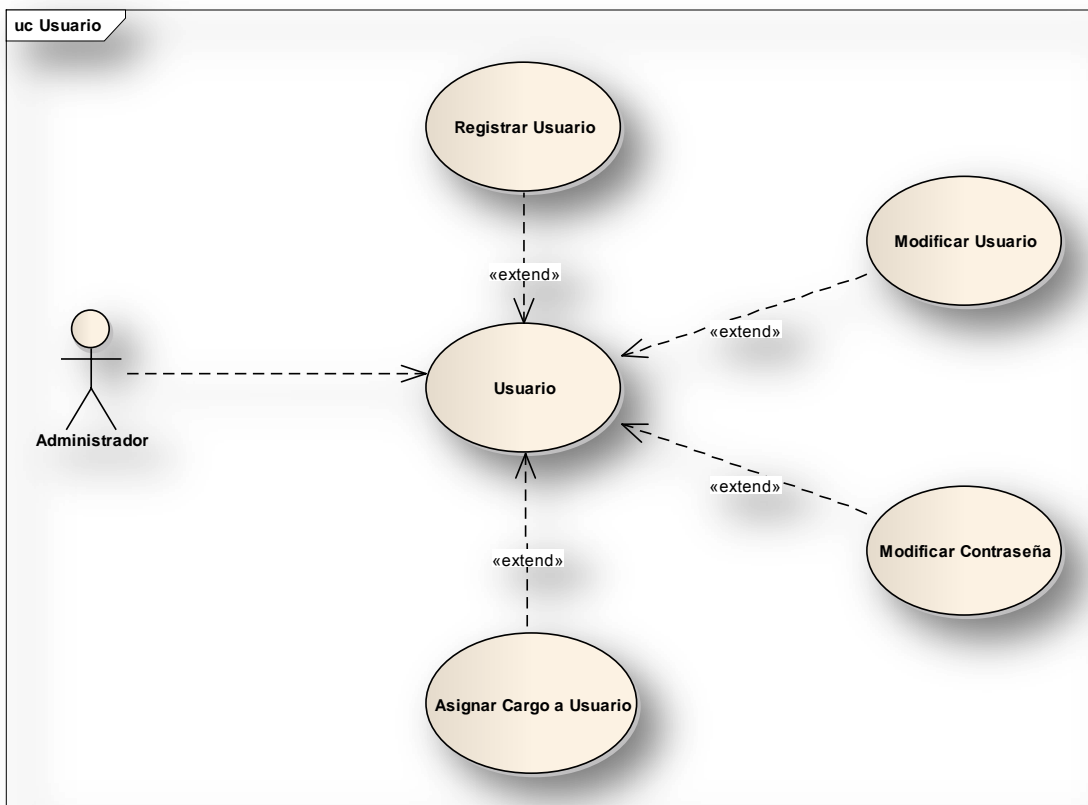 uc Usuario
Registrar Usuario
Modificar Usuario
«extend»
«extend»
Usuario
Administrador
«extend»
Modificar Contraseña
«extend»
Asignar Cargo a Usuario